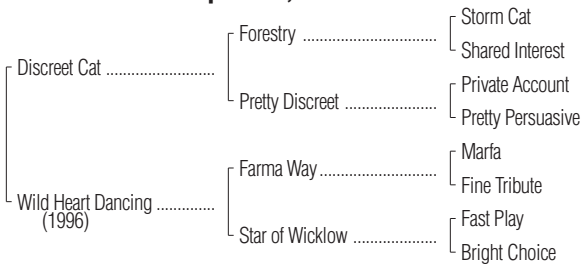 Storm Cat
Forestry ..................................
Shared Interest
Discreet Cat ...........................
Private Account
Pretty Discreet .......................
Pretty Persuasive
Marfa
Farma Way .............................
Fine Tribute
Wild Heart Dancing ...............
(1996)
Fast Play
Star of Wicklow .....................
Bright Choice